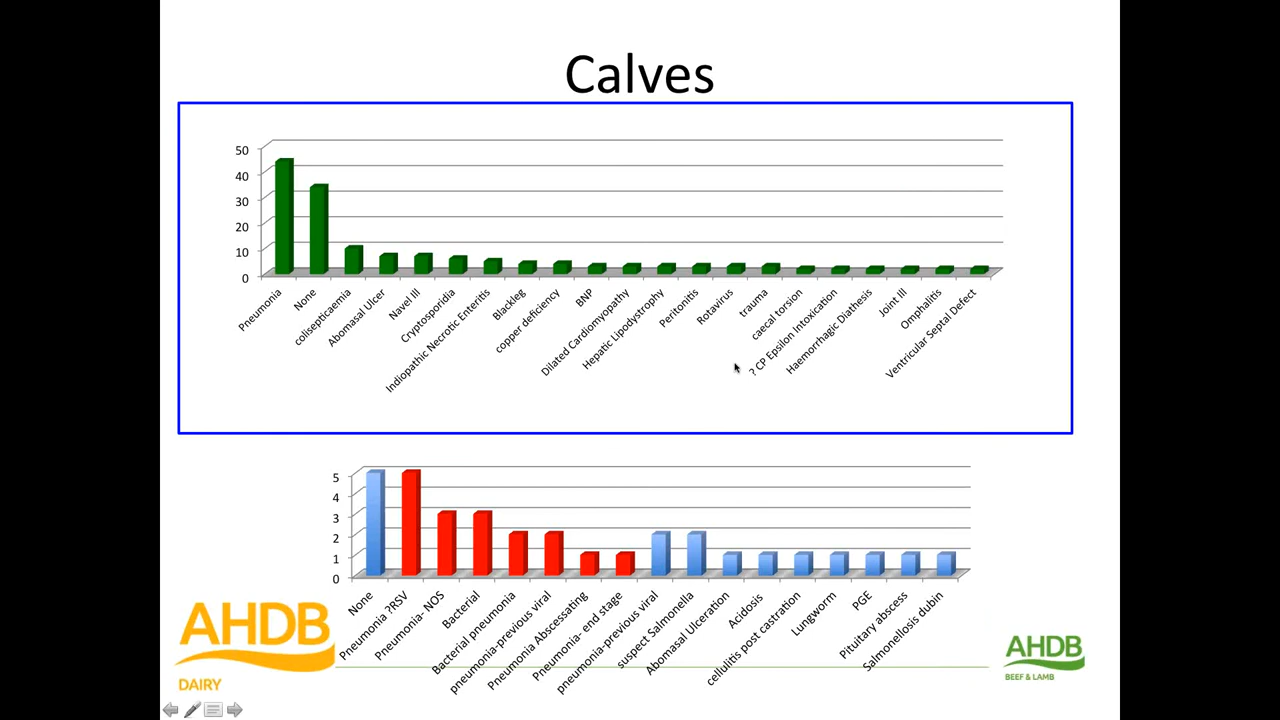 Calves
50
40
30
20
10
0
Pneumonia
None
colisepticaemia
Abomasal Ulcer
Navel Ill
Cryptosporidia
Indiopathic Necrotic Enteritis
Blackleg
copper deficiency
BNP
Dilated Cardiomyopathy
Hepatic Lipodystrophy
Peritonitis
Rotavirus
trauma
caecal torsion
? CP Epsilon Intoxication
Haemorrhagic Diathesis
Joint Ill
Omphalitis
Ventricular Septal Defect
5
4
3
2
1
0
None
Pneumonia ?RSV
Pneumonia- NOS
Bacterial
Bacterial pneumonia
pneumonia-previous viral
Pneumonia Abscessating
Pneumonia- end stage
pneumonia-previous viral
suspect Salmonella
Abomasal Ulceration
Acidosis
cellulitis post castration
Lungworm
PGE
Pituitary abscess
Salmonellosis dubin
AHDB
DAIRY
AHDB
BEEF & LAMB